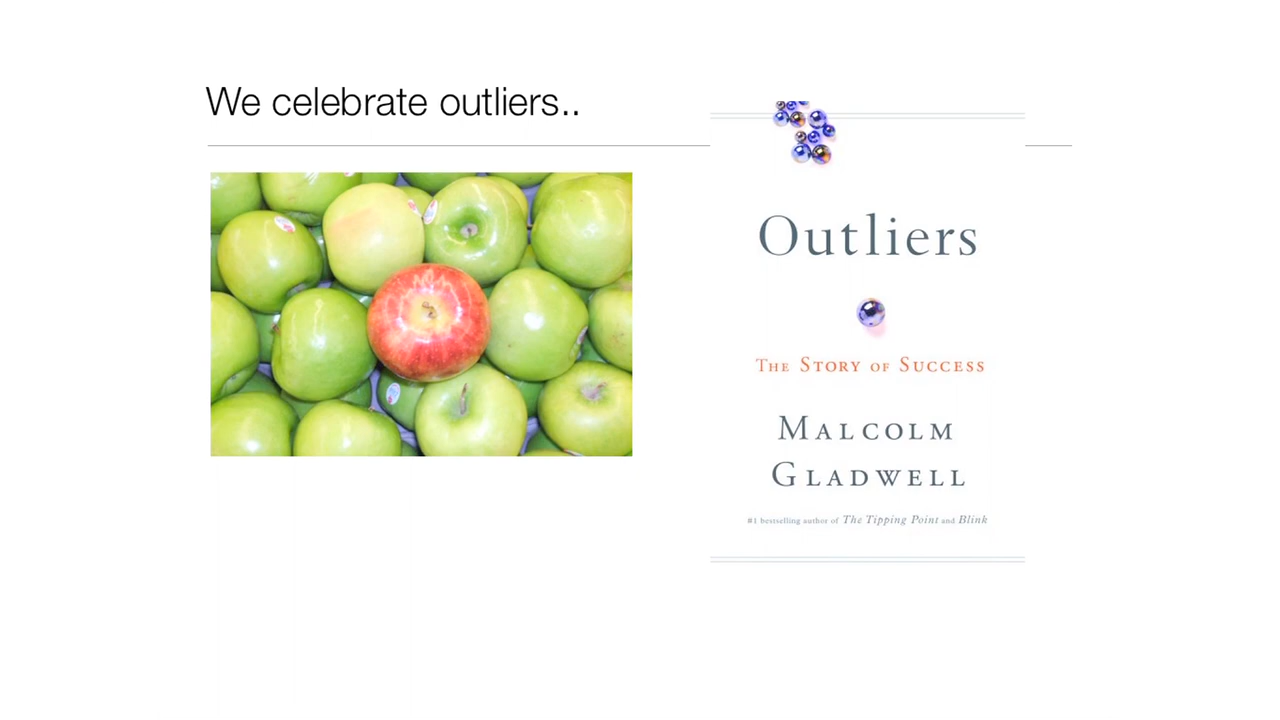 We celebrate outliers..
Outliers
The Story of Success
Malcolm
Gladwell
#1 bestselling author of The Tipping Point and Blink